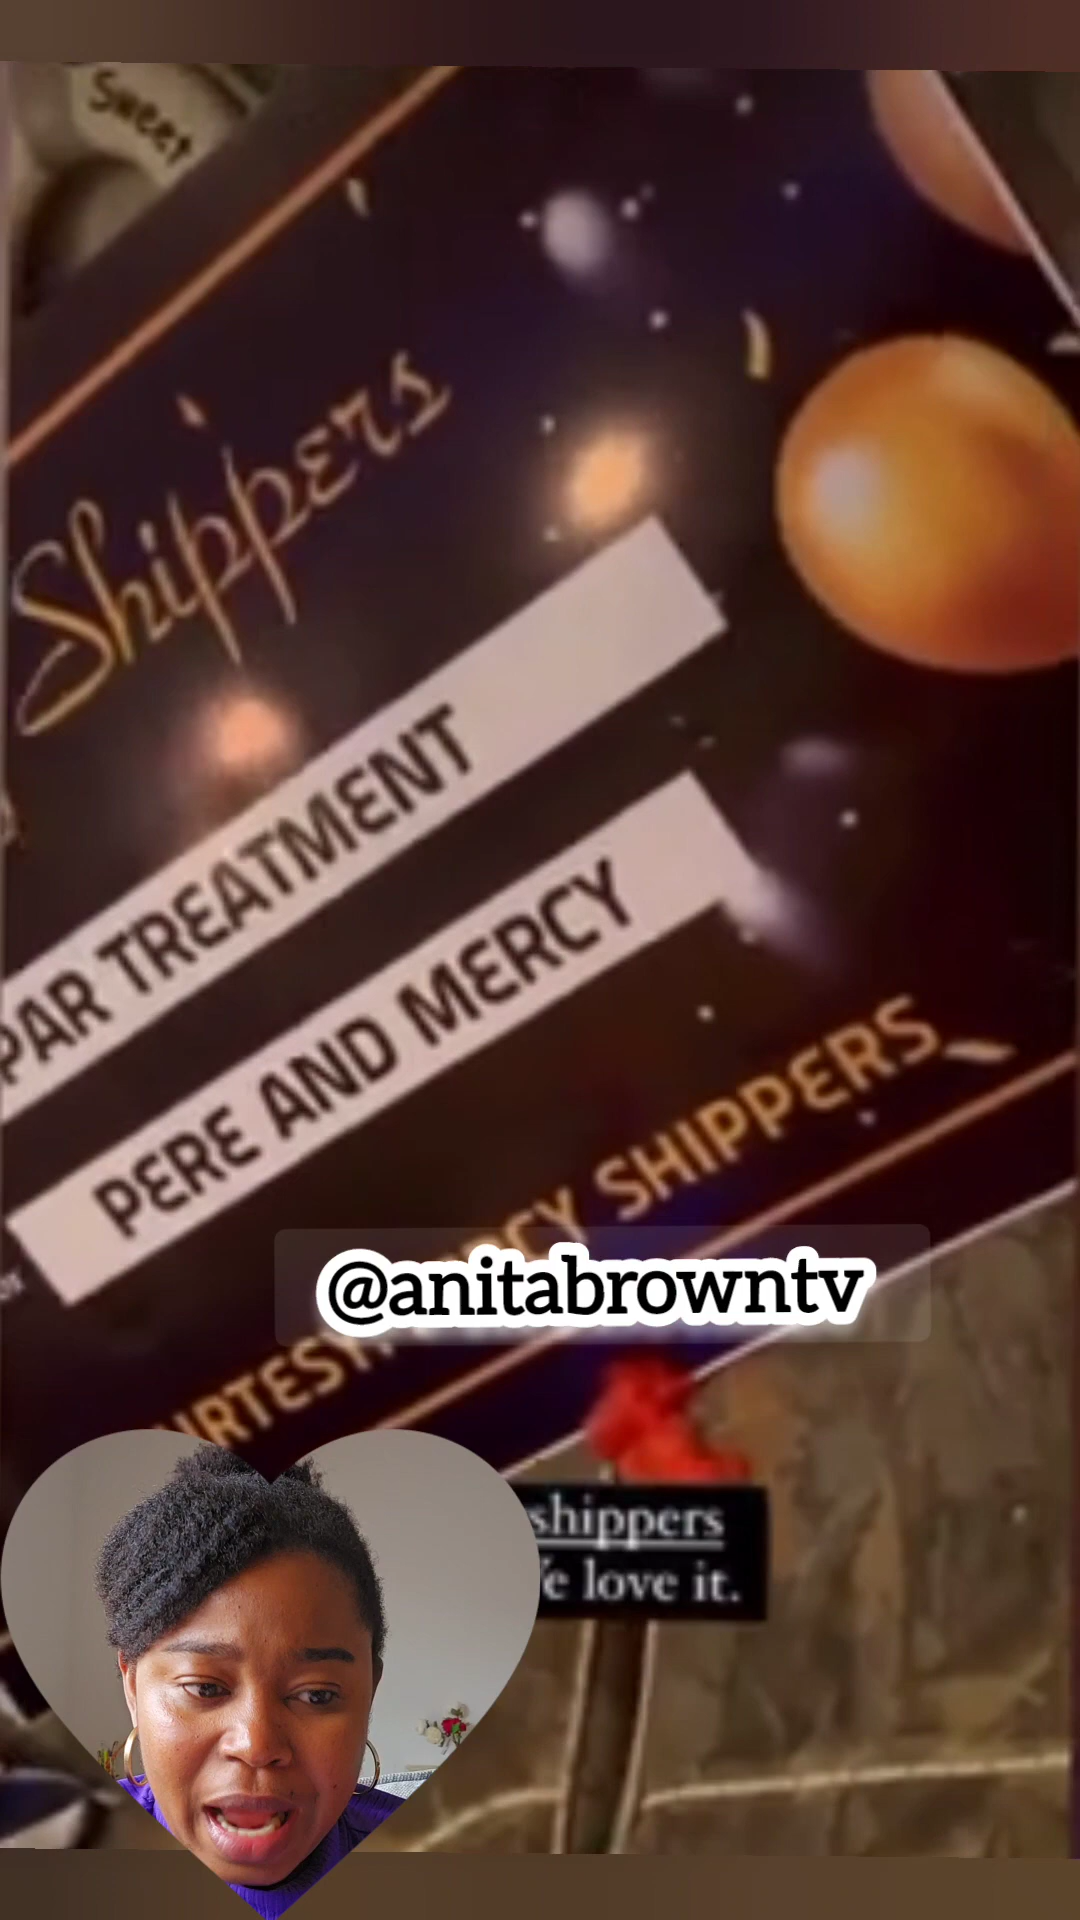 Sweet
Shippers
PAR TREATMENT
PERE AND MERCY
SHIPPERS
@anitabrowntv
shippers
love it.